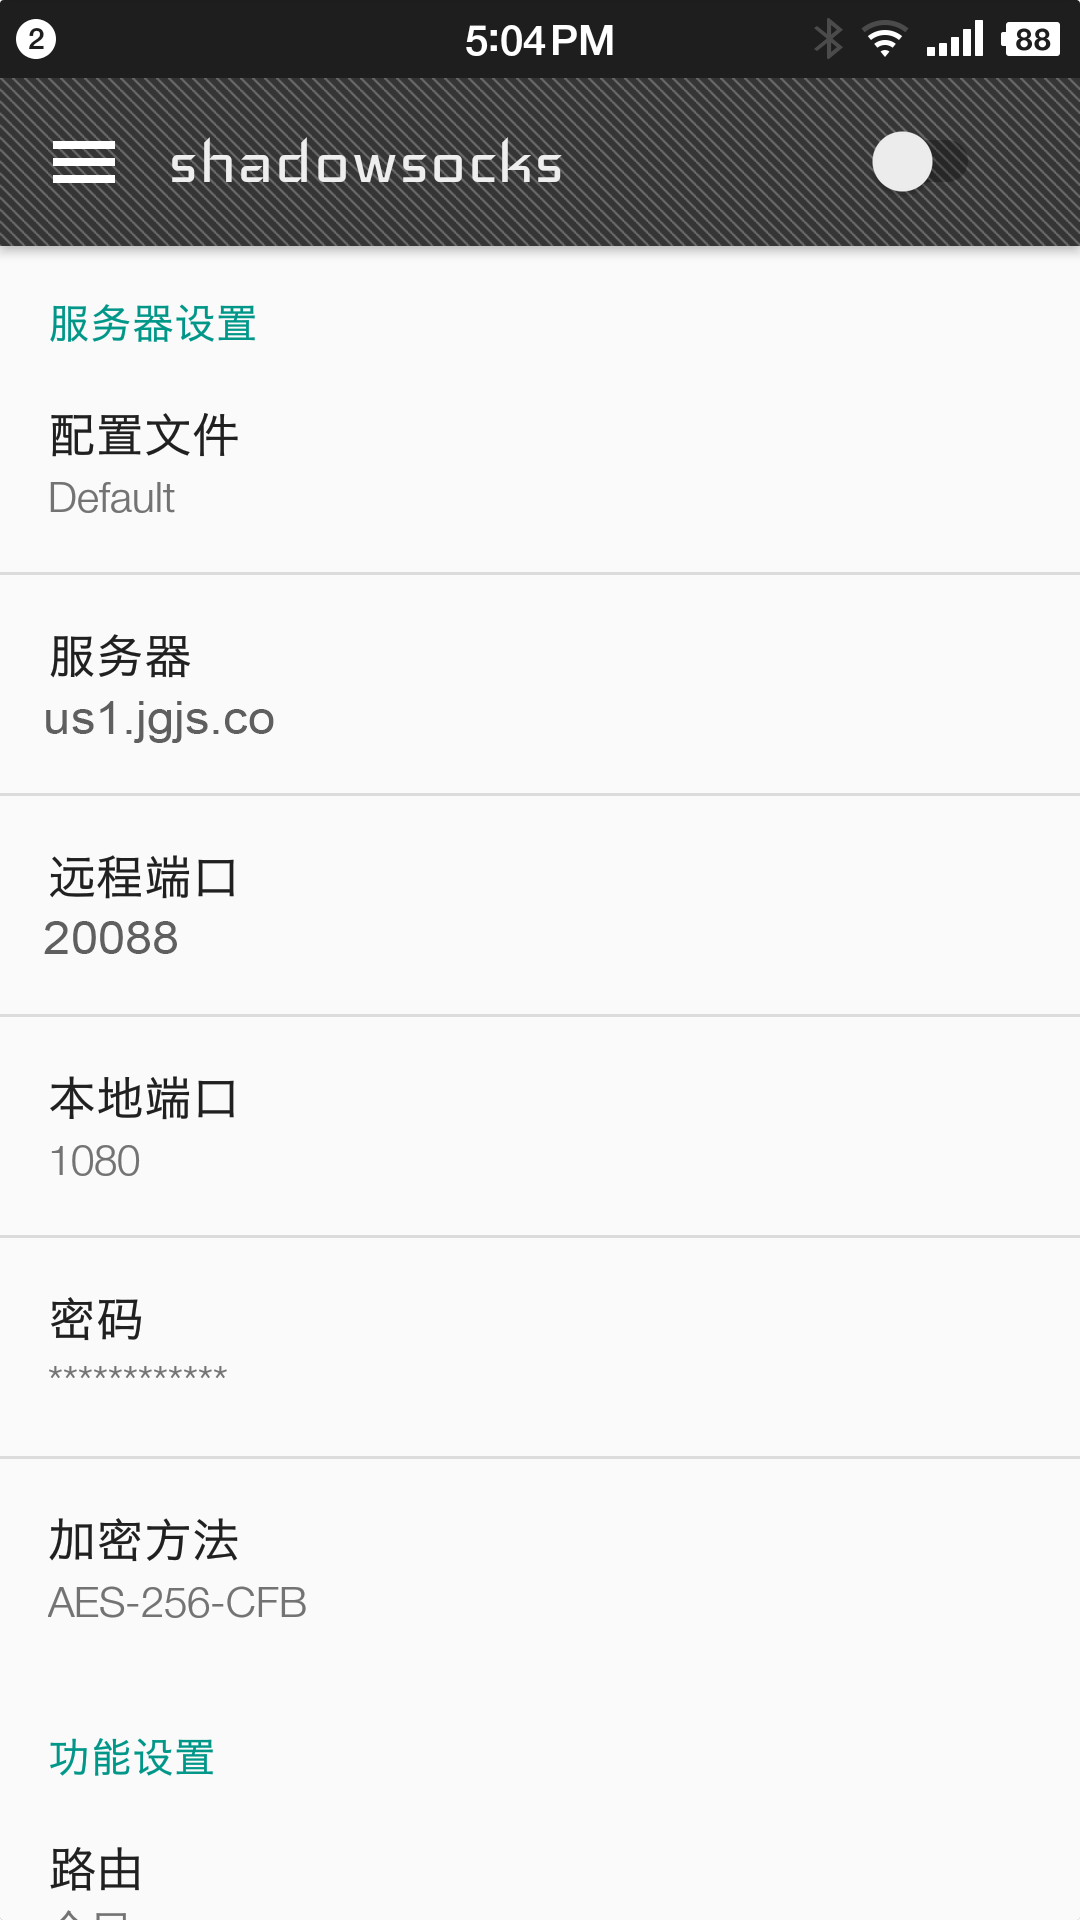 2 5:04 PM 88
shadowsocks
服务器设置
配置文件
Default
服务器
us1.jgjs.co
远程端口
20088
本地端口
1080
密码
************
加密方法
AES-256-CFB
功能设置
路由